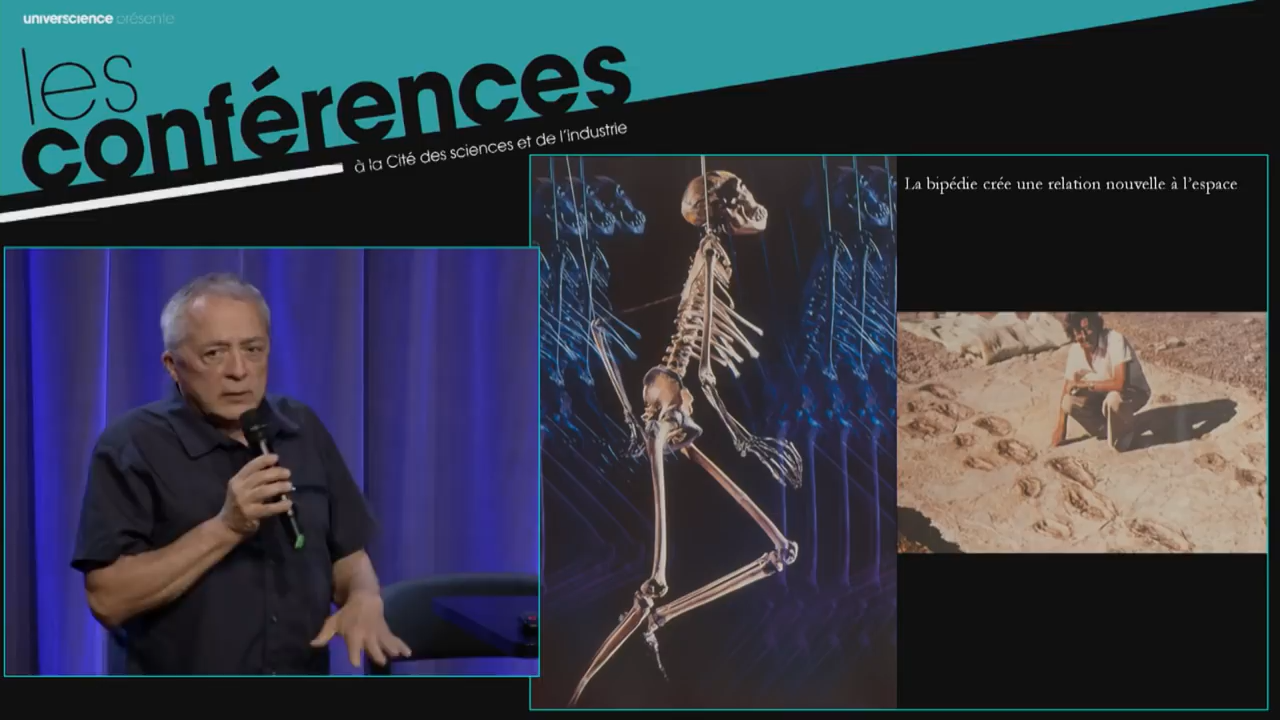 universcience présente
les
conférences
à la Cité des sciences et de l'industrie
La bipédie crée une relation nouvelle à l'espace